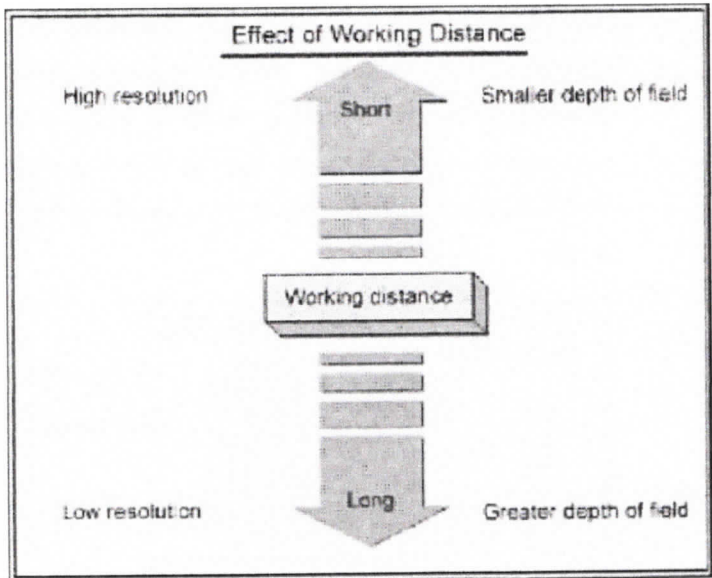 Effect of Working Distance
High resolution
Short
Smaller depth of field
Working distance
Long
Low resolution
Greater depth of field